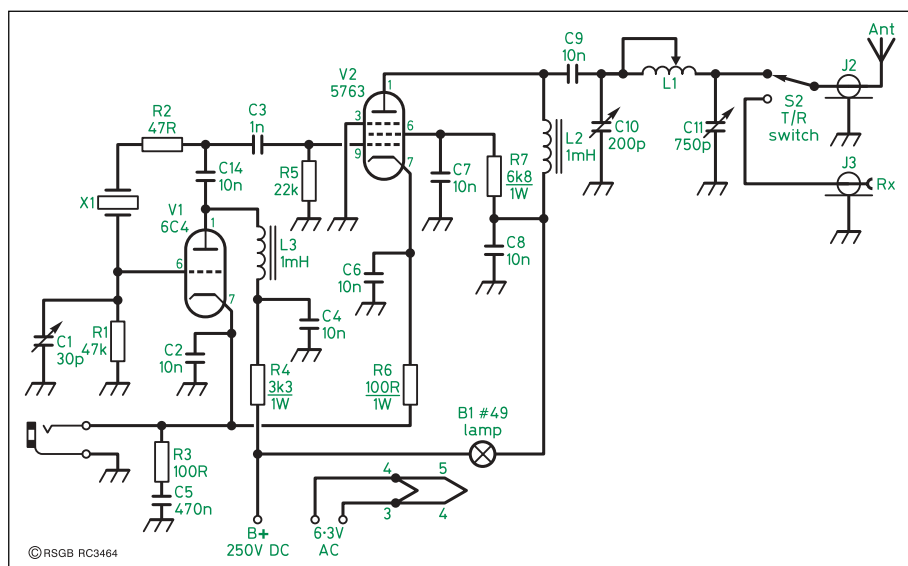 Ant
C9
10n
J2
V2
5763
1
L1
R2
47R
C3
1n
3
6
S2
T/R
switch
C10
200p
C11
750p
L2
1mH
9
7
C14
10n
R5
22k
C7
10n
R7
6k8
1W
J3
Rx
X1
V1
6C4
1
L3
1mH
C8
10n
6
7
C6
10n
C4
10n
C1
30p
R1
47k
C2
10n
R4
3k3
1W
R6
100R
1W
B1 #49
lamp
R3
100R
4
5
C5
470n
3
4
B+
250V DC
6·3V
AC
© RSGB RC3464